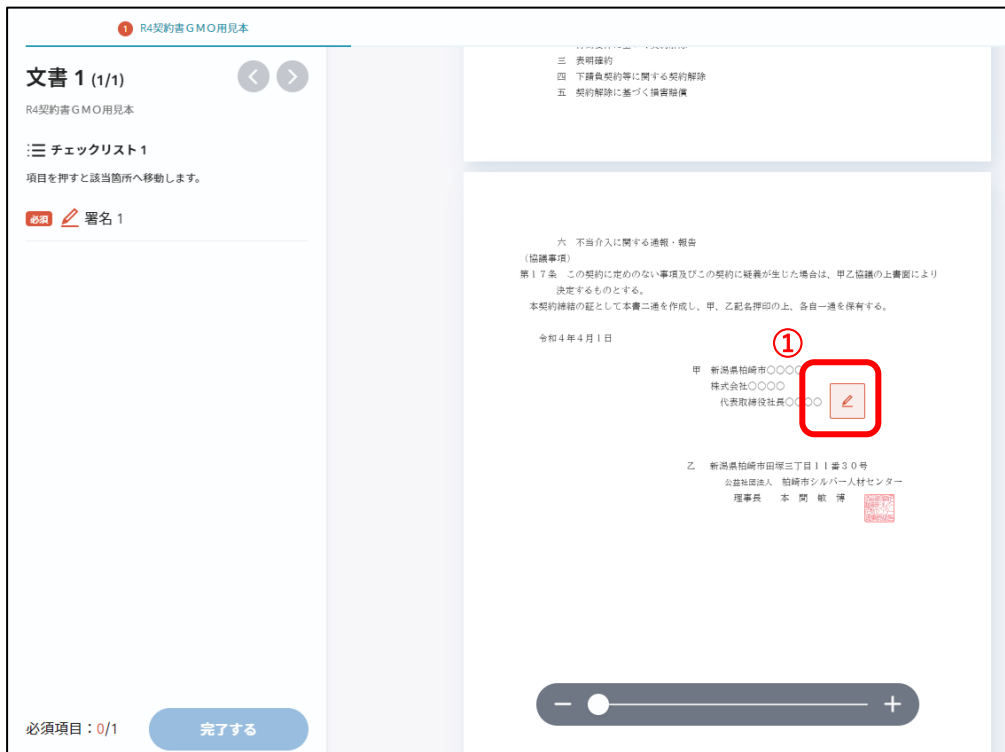 1 R4契約書ＧＭＯ用見本
文書 1 (1/1)
R4契約書ＧＭＯ用見本
チェックリスト 1
項目を押すと該当箇所へ移動します。
必須 署名 1
必須項目：0/1
完了する
三　表明確約
四　下請負契約等に関する契約解除
五　契約解除に基づく損害賠償
六　不当介入に関する通報・報告
（協議事項）
第１７条　この契約に定めのない事項及びこの契約に疑義が生じた場合は、甲乙協議の上書面により
決定するものとする。
本契約締結の証として本書二通を作成し、甲、乙記名押印の上、各自一通を保有する。
令和４年４月１日
①
甲　新潟県柏崎市〇〇〇〇
株式会社〇〇〇〇
代表取締役社長〇〇〇〇
乙　新潟県柏崎市田塚三丁目１１番３０号
公益社団法人　柏崎市シルバー人材センター
理事長　本　間　敏　博